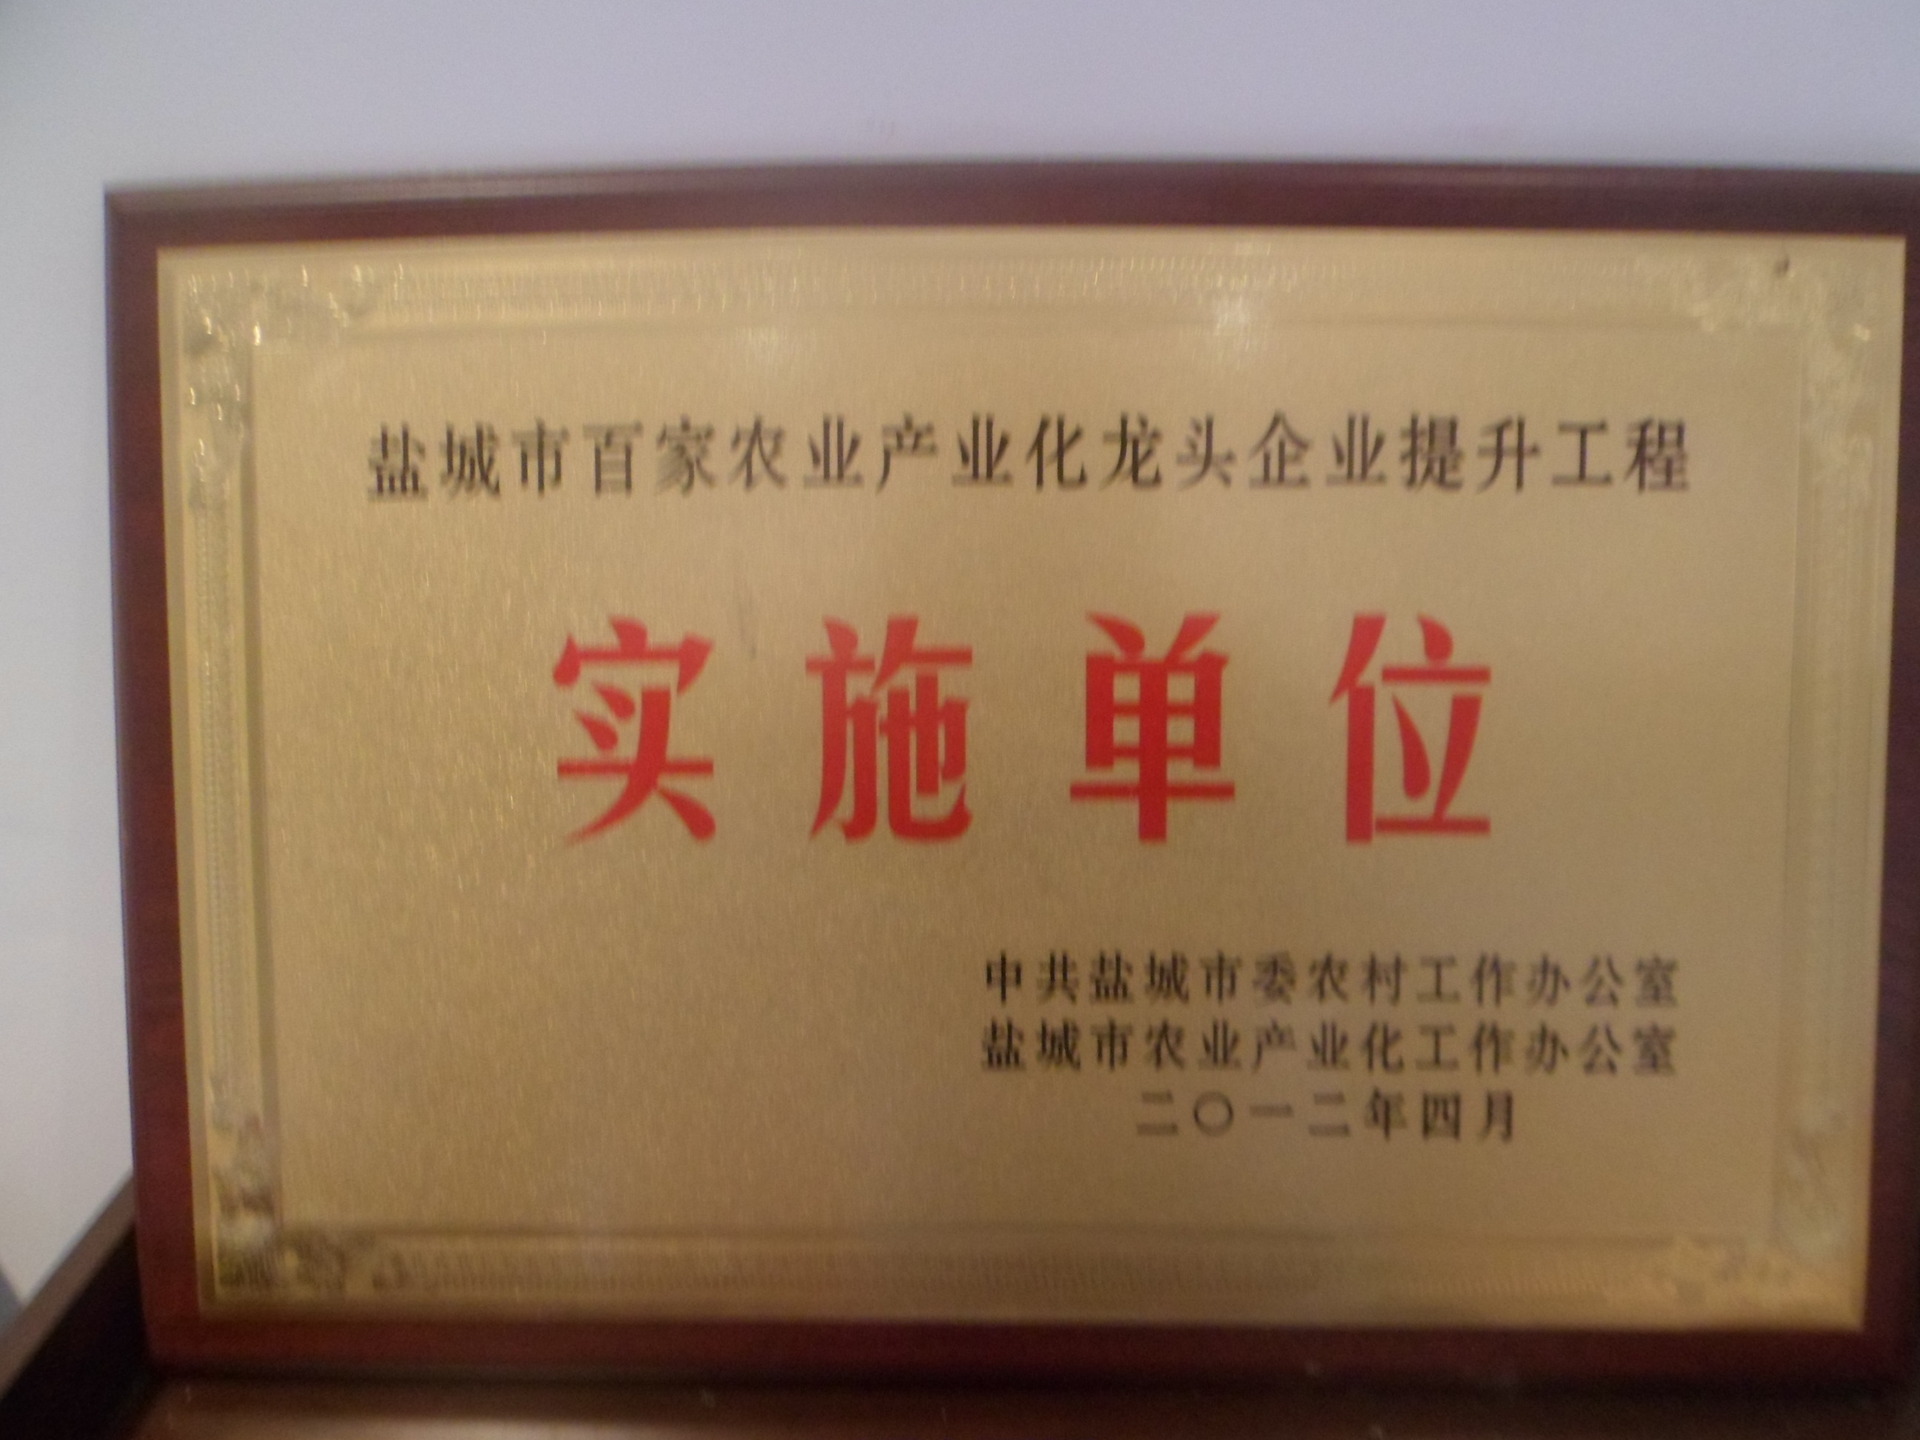 盐城市百家农业产业化龙头企业提升工程
实施单位
中共盐城市委农村工作办公室
盐城市农业产业化工作办公室
二〇一二年四月